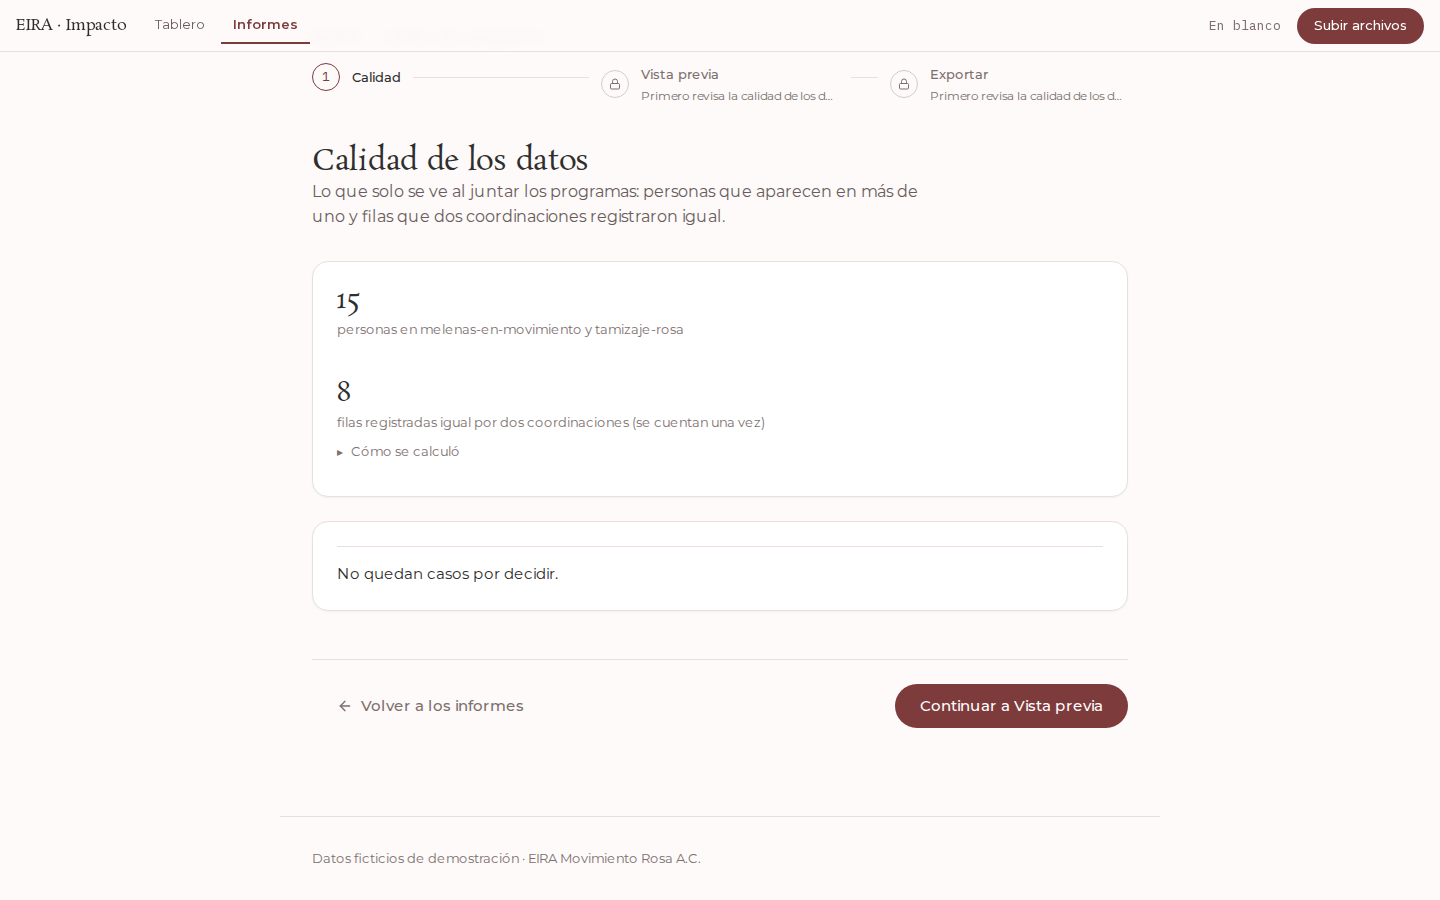 EIRA · Impacto
Tablero
Informes
En blanco
Subir archivos
1
Calidad
Vista previa
Primero revisa la calidad de los d...
Exportar
Primero revisa la calidad de los d...
Calidad de los datos
Lo que solo se ve al juntar los programas: personas que aparecen en más de
uno y filas que dos coordinaciones registraron igual.
15
personas en melenas-en-movimiento y tamizaje-rosa
8
filas registradas igual por dos coordinaciones (se cuentan una vez)
▸ Cómo se calculó
No quedan casos por decidir.
← Volver a los informes
Continuar a Vista previa
Datos ficticios de demostración · EIRA Movimiento Rosa A.C.